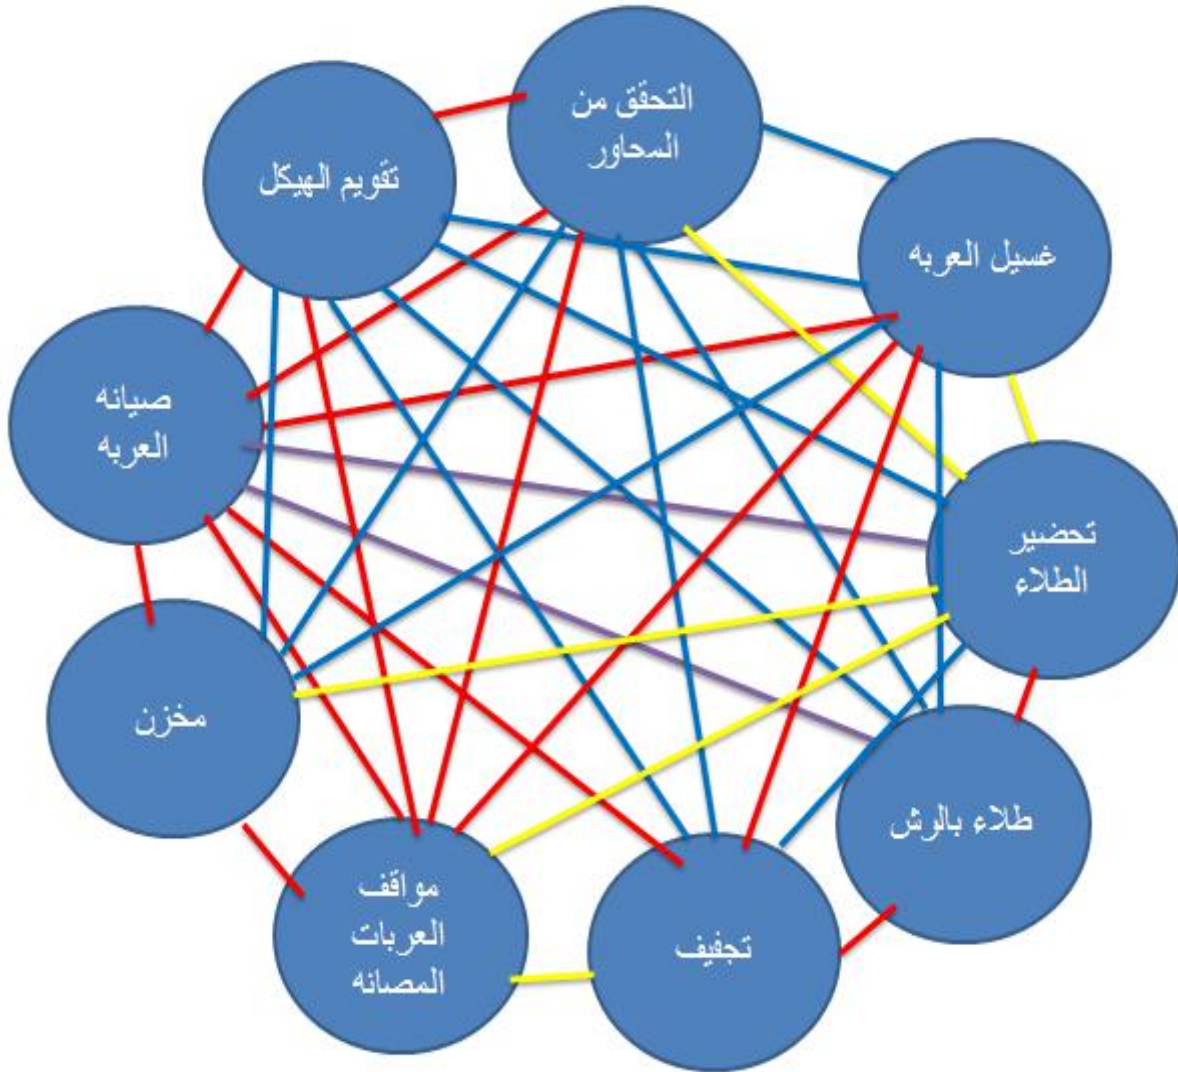 التحقق من
المحاور
تقويم الهيكل
غسيل العربه
صيانه
العربه
تحضير
الطلاء
مخزن
طلاء بالرش
مواقف
العربات
المصانه
تجفيف